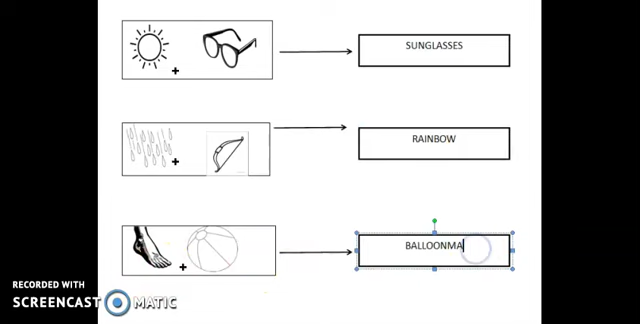 SUNGLASSES
+
RAINBOW
+
BALLOONMA
+
RECORDED WITH
SCREENCAST MATIC